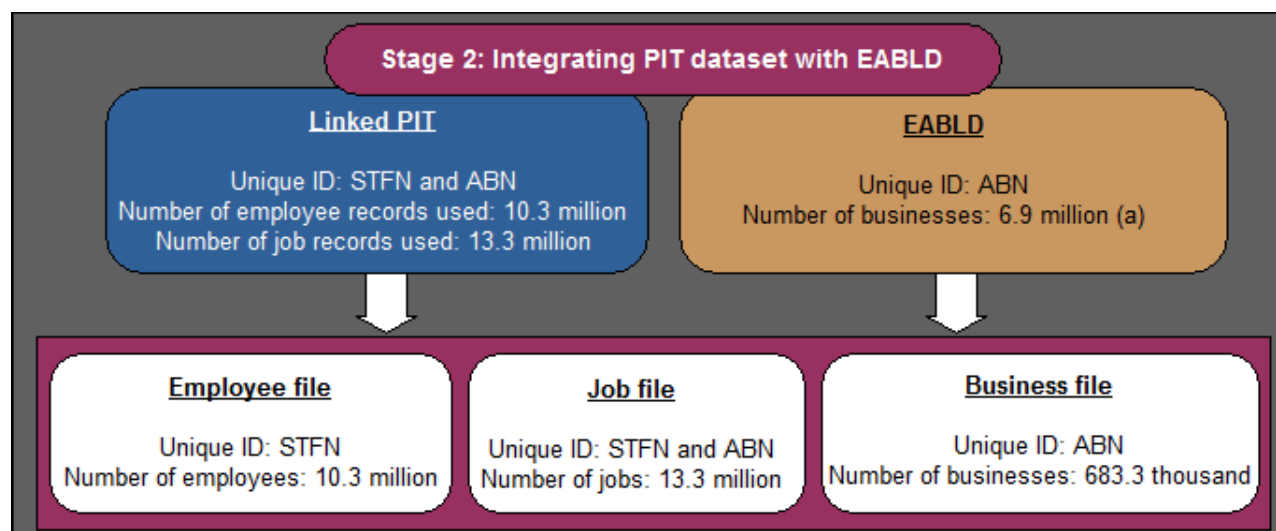 Stage 2: Integrating PIT dataset with EABLD
Linked PIT
Unique ID: STFN and ABN
Number of employee records used: 10.3 million
Number of job records used: 13.3 million
EABLD
Unique ID: ABN
Number of businesses: 6.9 million (a)
Employee file
Unique ID: STFN
Number of employees: 10.3 million
Job file
Unique ID: STFN and ABN
Number of jobs: 13.3 million
Business file
Unique ID: ABN
Number of businesses: 683.3 thousand